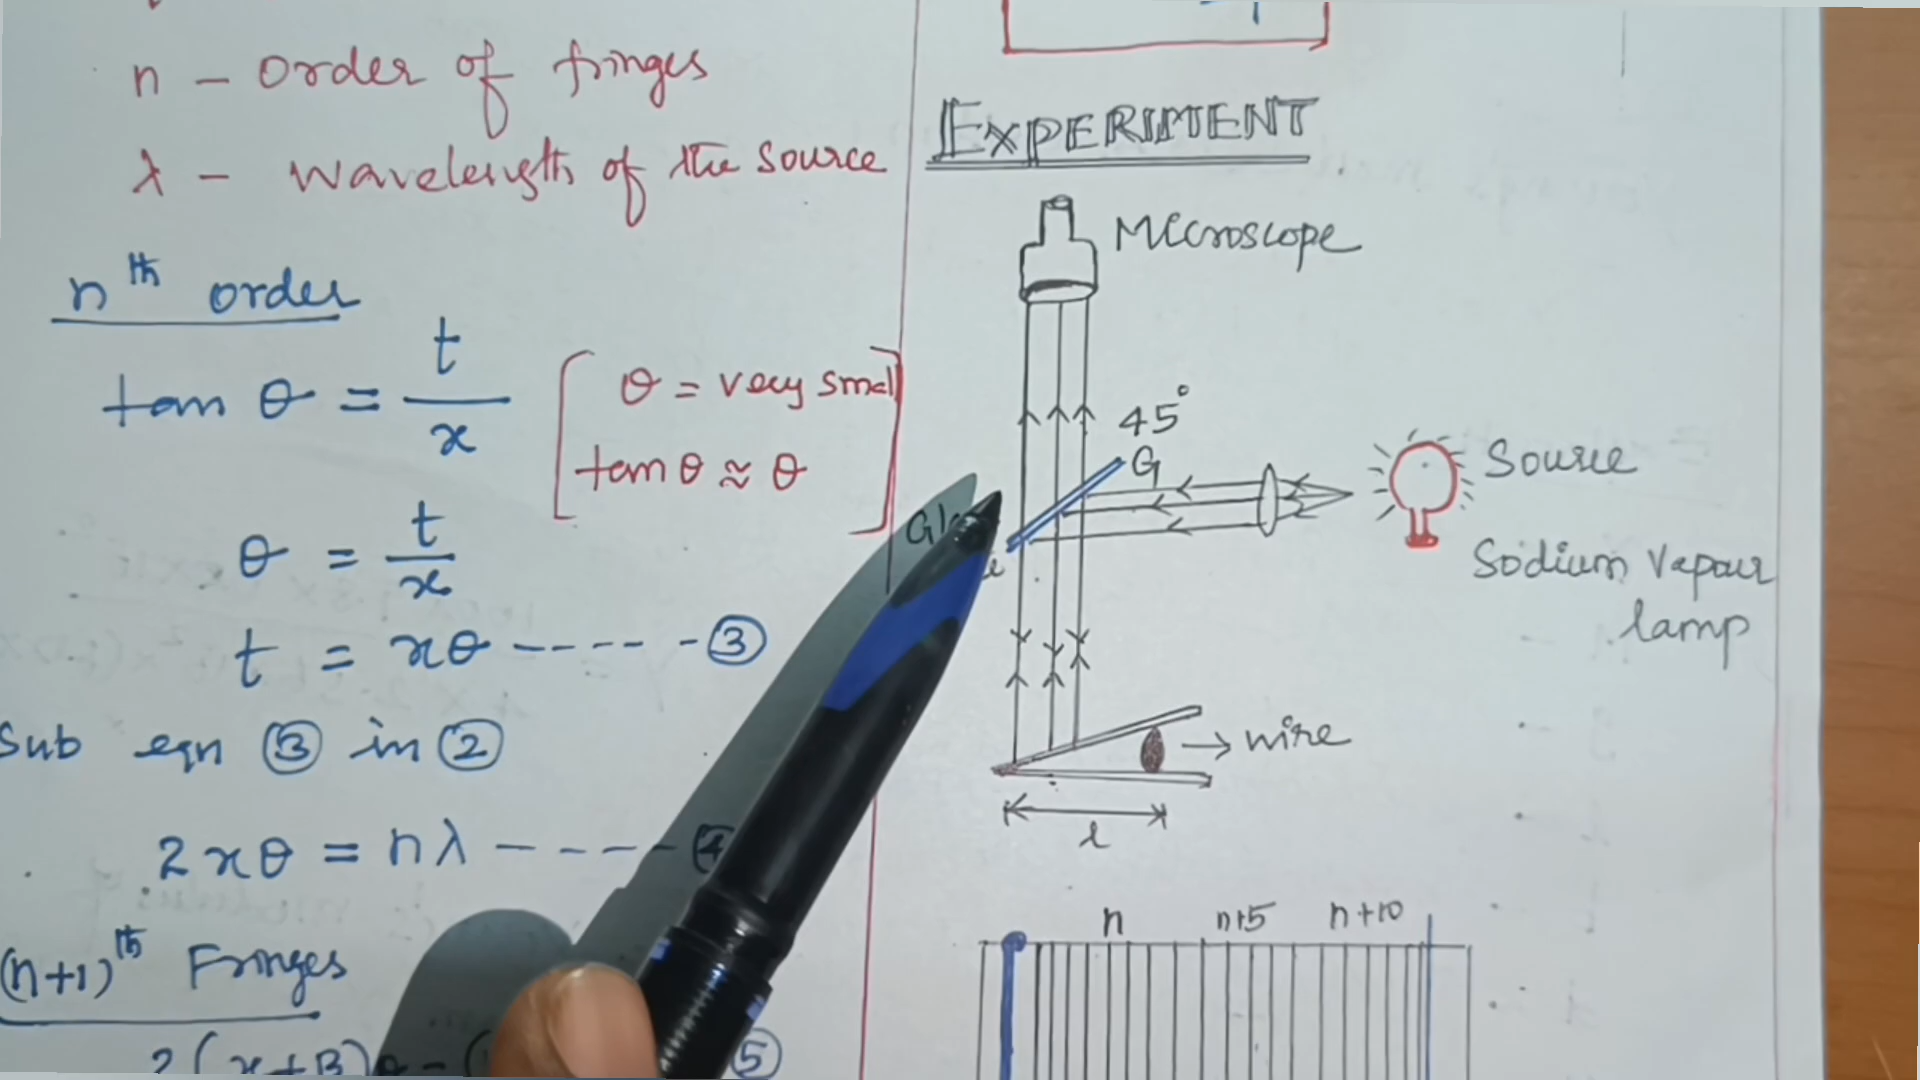 n - order of fringes
λ - wavelength of the source
nth order
tan θ = t/x
[ θ = very small
tan θ ≈ θ ]
θ = t/x
t = xθ ----- ③
Sub eqn ③ in ②
2xθ = nλ -----
(n+1)th Fringes
⑤
EXPERIMENT
Microscope
45°
G
Source
Sodium vapour
lamp
→ wire
l
n n+5 n+10